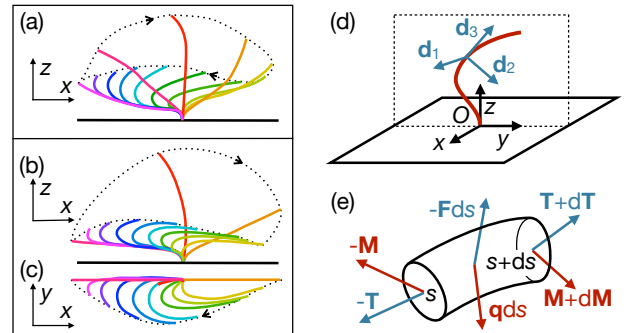 (a)
z
x
(b)
z
x
(c)
y
x
(d)
d₃
d₁
d₂
O
z
x
y
(e)
-Fds
T+dT
-M
s
s+ds
-T
M+dM
qds